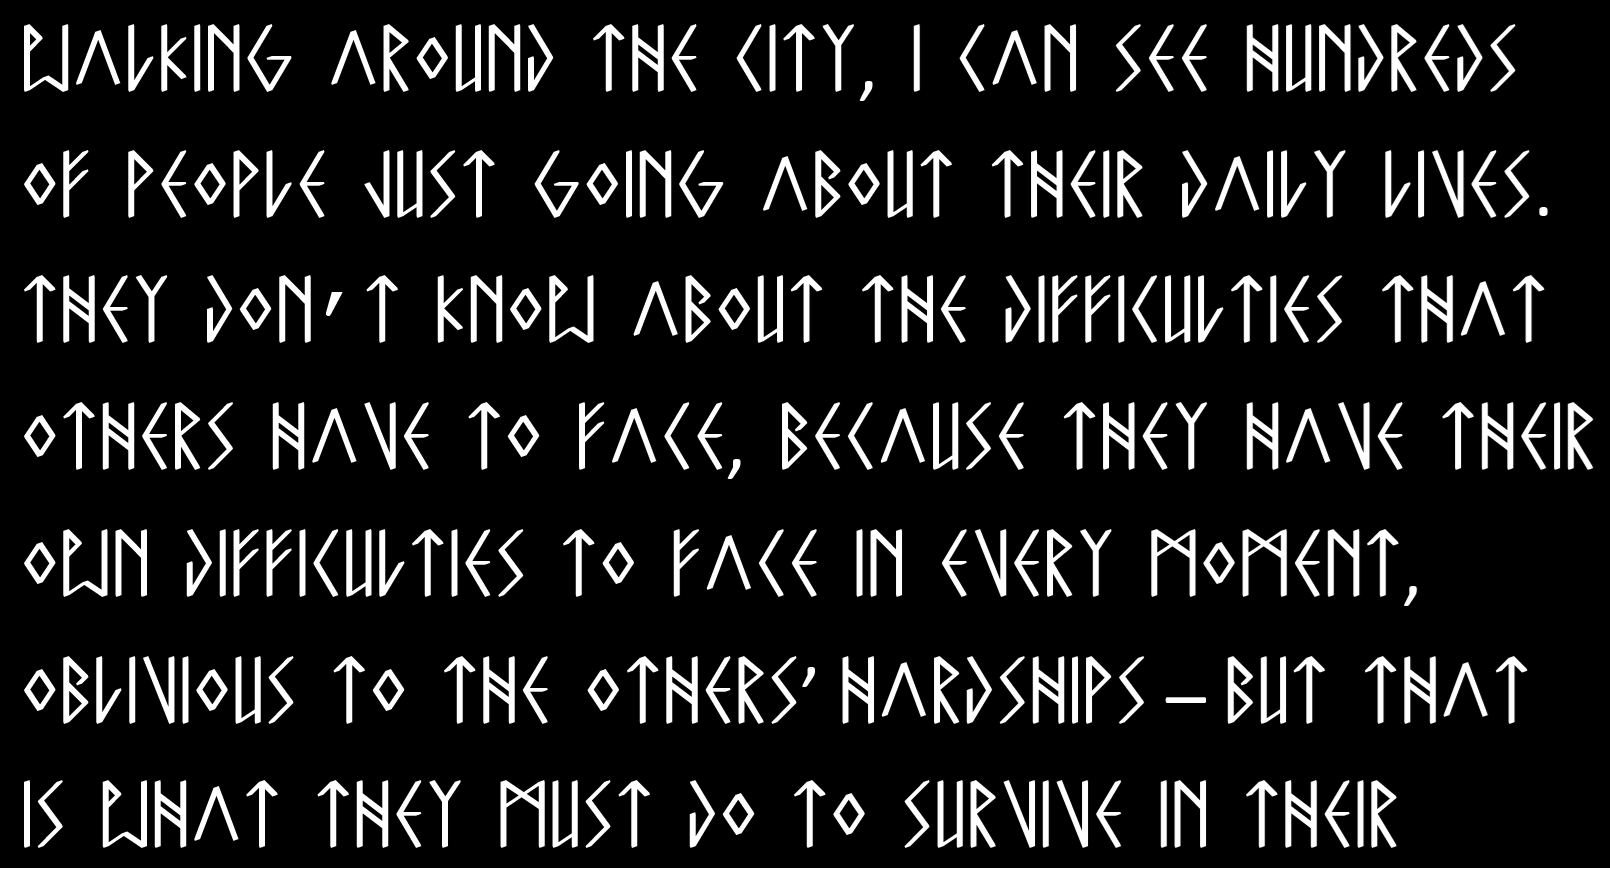 WALKING AROUND THE CITY, I CAN SEE HUNDREDS
OF PEOPLE JUST GOING ABOUT THEIR DAILY LIVES.
THEY DON'T KNOW ABOUT THE DIFFICULTIES THAT
OTHERS HAVE TO FACE, BECAUSE THEY HAVE THEIR
OWN DIFFICULTIES TO FACE IN EVERY MOMENT,
OBLIVIOUS TO THE OTHERS' HARDSHIPS – BUT THAT
IS WHAT THEY MUST DO TO SURVIVE IN THEIR